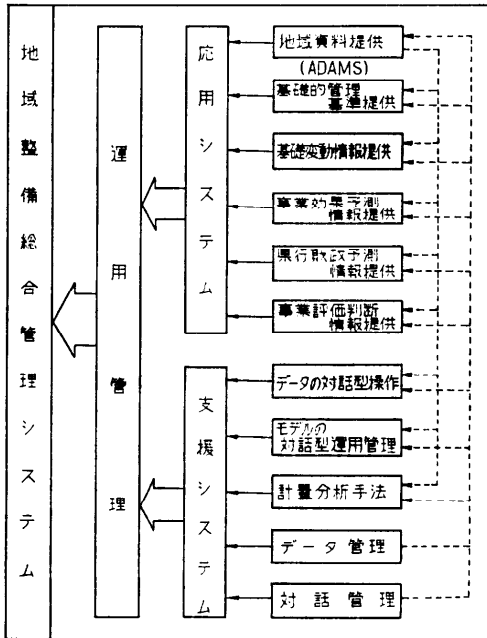 地域整備総合管理システム
運用管理
応用システム
地域資料提供
(ADAMS)
基礎的管理
基準提供
基礎変動情報提供
事業効果予測
情報提供
県行財政予測
情報提供
事業評価判断
情報提供
支援システム
データの対話型操作
モデルの
対話型運用管理
計量分析手法
データ管理
対話管理